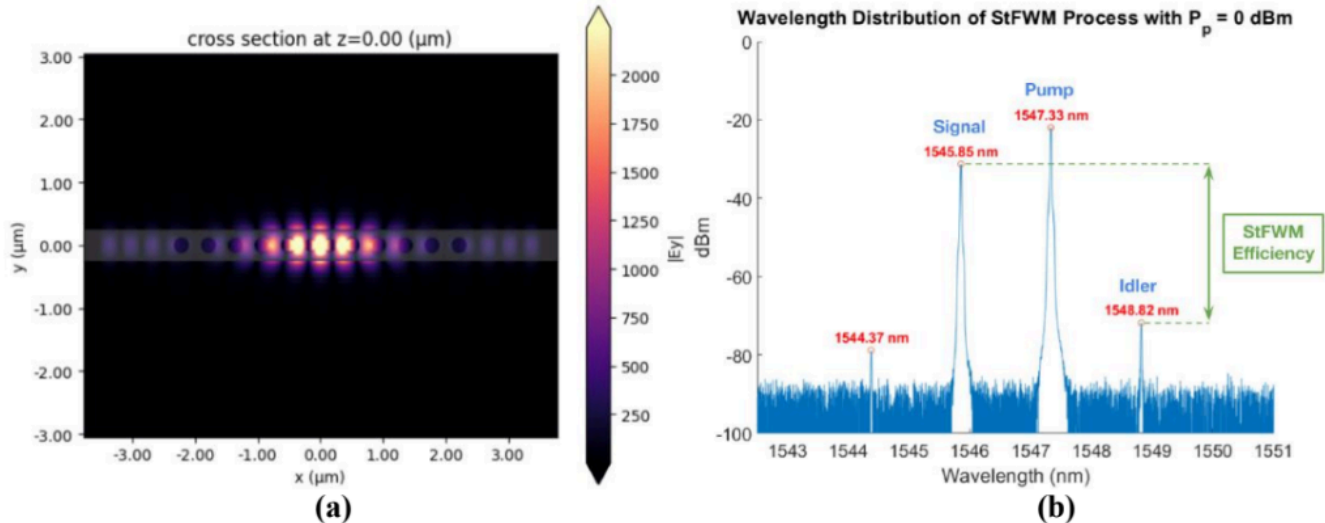 cross section at z=0.00 (μm)
3.00
2.00
1.00
0.00
-1.00
-2.00
-3.00
y (μm)
-3.00 -2.00 -1.00 0.00 1.00 2.00 3.00
x (μm)
2000
1750
1500
1250
1000
750
500
250
|Ey|
(a)
Wavelength Distribution of StFWM Process with P_p = 0 dBm
0
-20
-40
-60
-80
-100
dBm
Pump
1547.33 nm
Signal
1545.85 nm
StFWM
Efficiency
Idler
1548.82 nm
1544.37 nm
1543 1544 1545 1546 1547 1548 1549 1550 1551
Wavelength (nm)
(b)